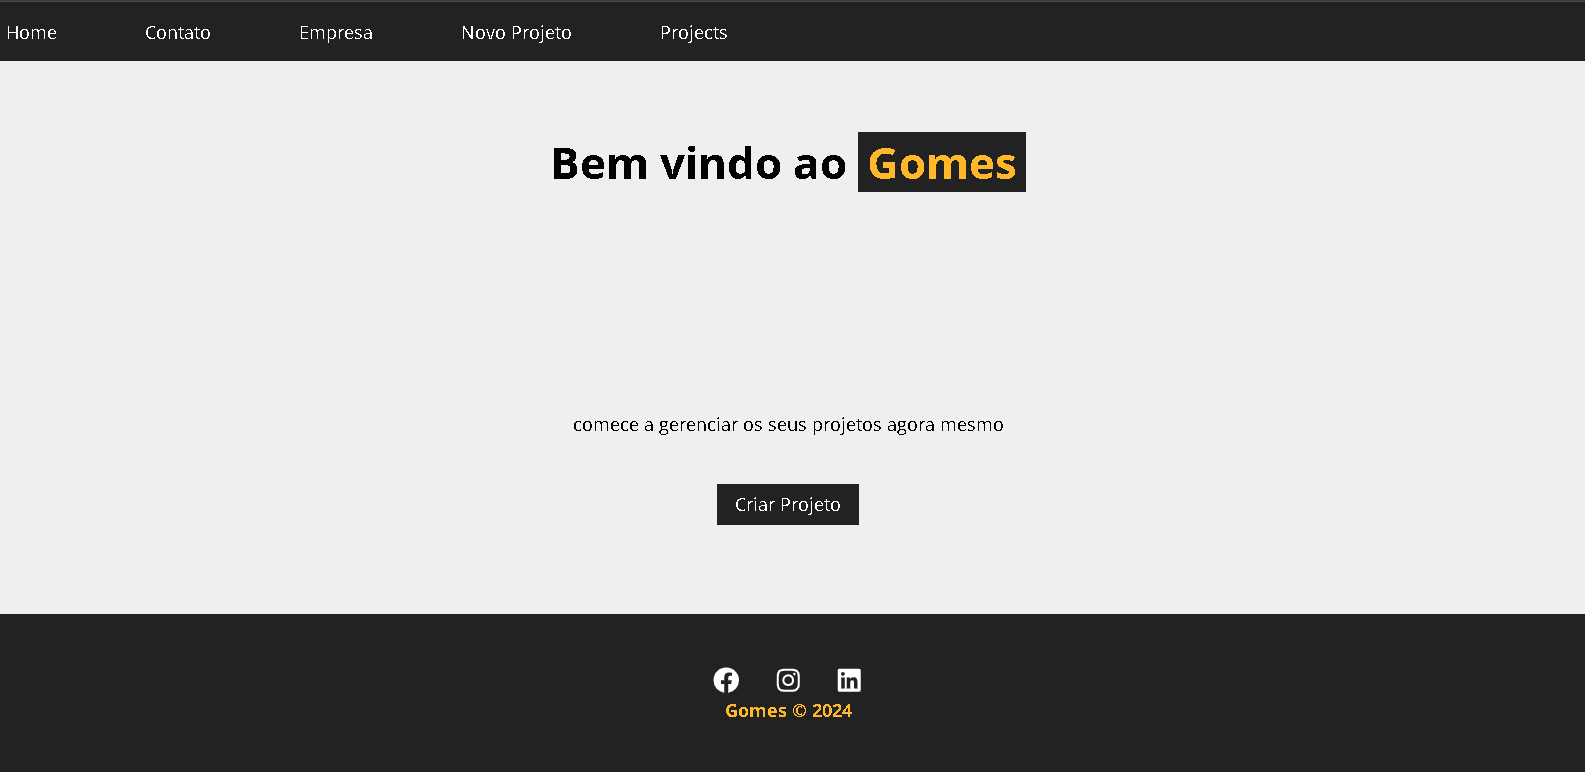 Home Contato Empresa Novo Projeto Projects
Bem vindo ao Gomes
comece a gerenciar os seus projetos agora mesmo
Criar Projeto
Gomes © 2024